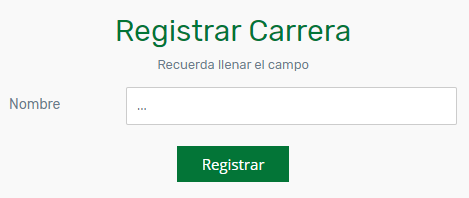 Registrar Carrera
Recuerda llenar el campo
Nombre
...
Registrar